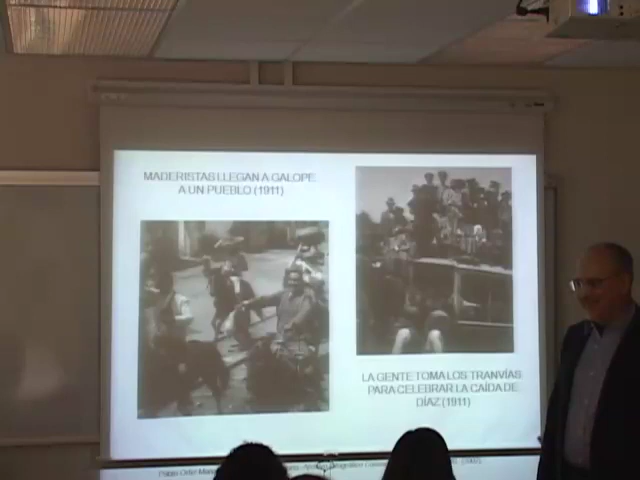 MADERISTAS LLEGAN A GALOPE
A UN PUEBLO (1911)
LA GENTE TOMA LOS TRANVÍAS
PARA CELEBRAR LA CAÍDA DE
DÍAZ (1911)